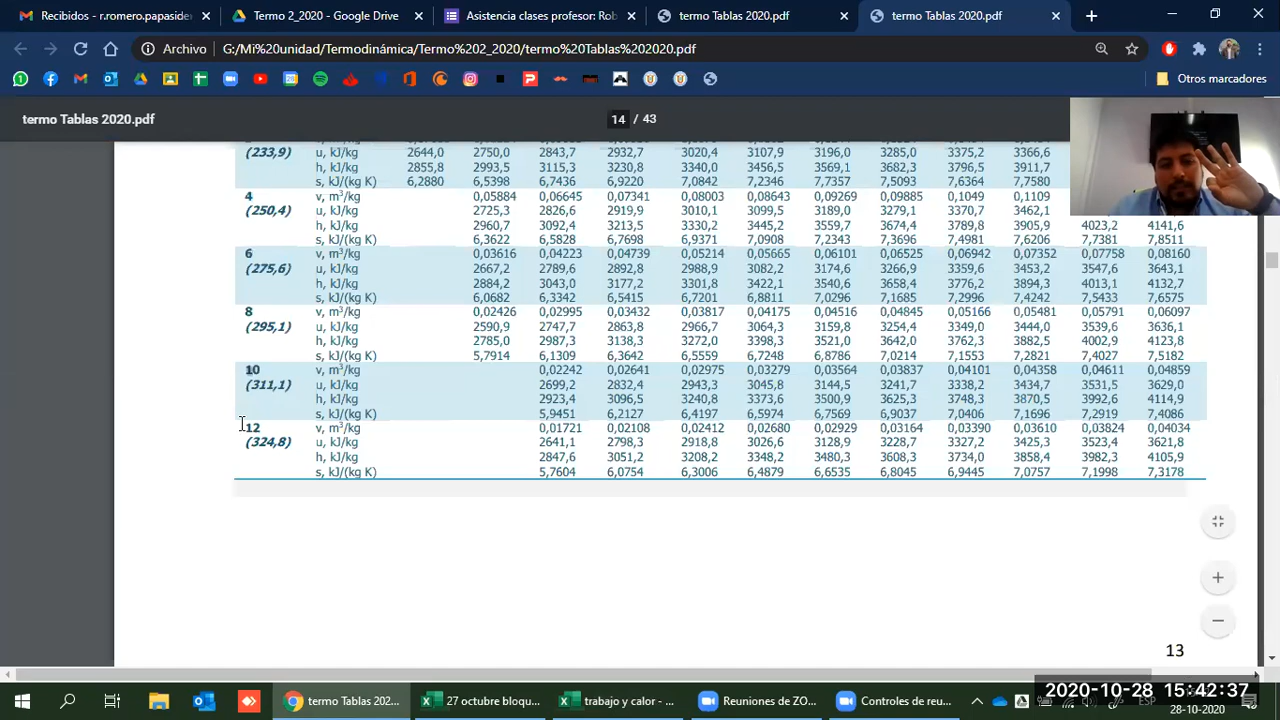 Recibidos - r.romero.papasider
Termo 2_2020 - Google Drive
Asistencia clases profesor: Rob
termo Tablas 2020.pdf
termo Tablas 2020.pdf
Archivo
G:/Mi%20unidad/Termodinámica/Termo%202_2020/termo%20Tablas%202020.pdf
Otros marcadores
termo Tablas 2020.pdf
14 / 43
(233,9) u, kJ/kg 2644,0 2750,0 2843,7 2932,7 3020,4 3107,9 3196,0 3285,0 3375,2 3366,6
h, kJ/kg 2855,8 2993,5 3115,3 3230,8 3340,0 3456,5 3569,1 3682,3 3796,5 3911,7
s, kJ/(kg K) 6,2880 6,5398 6,7436 6,9220 7,0842 7,2346 7,7357 7,5093 7,6364 7,7580
4 v, m³/kg 0,05884 0,06645 0,07341 0,08003 0,08643 0,09269 0,09885 0,1049 0,1109
(250,4) u, kJ/kg 2725,3 2826,6 2919,9 3010,1 3099,5 3189,0 3279,1 3370,7 3462,1
h, kJ/kg 2960,7 3092,4 3213,5 3330,2 3445,2 3559,7 3674,4 3789,8 3905,9 4023,2 4141,6
s, kJ/(kg K) 6,3622 6,5828 6,7698 6,9371 7,0908 7,2343 7,3696 7,4981 7,6206 7,7381 7,8511
6 v, m³/kg 0,03616 0,04223 0,04739 0,05214 0,05665 0,06101 0,06525 0,06942 0,07352 0,07758 0,08160
(275,6) u, kJ/kg 2667,2 2789,6 2892,8 2988,9 3082,2 3174,6 3266,9 3359,6 3453,2 3547,6 3643,1
h, kJ/kg 2884,2 3043,0 3177,2 3301,8 3422,1 3540,6 3658,4 3776,2 3894,3 4013,1 4132,7
s, kJ/(kg K) 6,0682 6,3342 6,5415 6,7201 6,8811 7,0296 7,1685 7,2996 7,4242 7,5433 7,6575
8 v, m³/kg 0,02426 0,02995 0,03432 0,03817 0,04175 0,04516 0,04845 0,05166 0,05481 0,05791 0,06097
(295,1) u, kJ/kg 2590,9 2747,7 2863,8 2966,7 3064,3 3159,8 3254,4 3349,0 3444,0 3539,6 3636,1
h, kJ/kg 2785,0 2987,3 3138,3 3272,0 3398,3 3521,0 3642,0 3762,3 3882,5 4002,9 4123,8
s, kJ/(kg K) 5,7914 6,1309 6,3642 6,5559 6,7248 6,8786 7,0214 7,1553 7,2821 7,4027 7,5182
10 v, m³/kg 0,02242 0,02641 0,02975 0,03279 0,03564 0,03837 0,04101 0,04358 0,04611 0,04859
(311,1) u, kJ/kg 2699,2 2832,4 2943,3 3045,8 3144,5 3241,7 3338,2 3434,7 3531,5 3629,0
h, kJ/kg 2923,4 3096,5 3240,8 3373,6 3500,9 3625,3 3748,3 3870,5 3992,6 4114,9
s, kJ/(kg K) 5,9451 6,2127 6,4197 6,5974 6,7569 6,9037 7,0406 7,1696 7,2919 7,4086
12 v, m³/kg 0,01721 0,02108 0,02412 0,02680 0,02929 0,03164 0,03390 0,03610 0,03824 0,04034
(324,8) u, kJ/kg 2641,1 2798,3 2918,8 3026,6 3128,9 3228,7 3327,2 3425,3 3523,4 3621,8
h, kJ/kg 2847,6 3051,2 3208,2 3348,2 3480,3 3608,3 3734,0 3858,4 3982,3 4105,9
s, kJ/(kg K) 5,7604 6,0754 6,3006 6,4879 6,6535 6,8045 6,9445 7,0757 7,1998 7,3178
13
termo Tablas 202...
27 octubre bloqu...
trabajo y calor - ...
Reuniones de ZO...
Controles de reu...
2020-10-28 15:42:37
ESP
28-10-2020